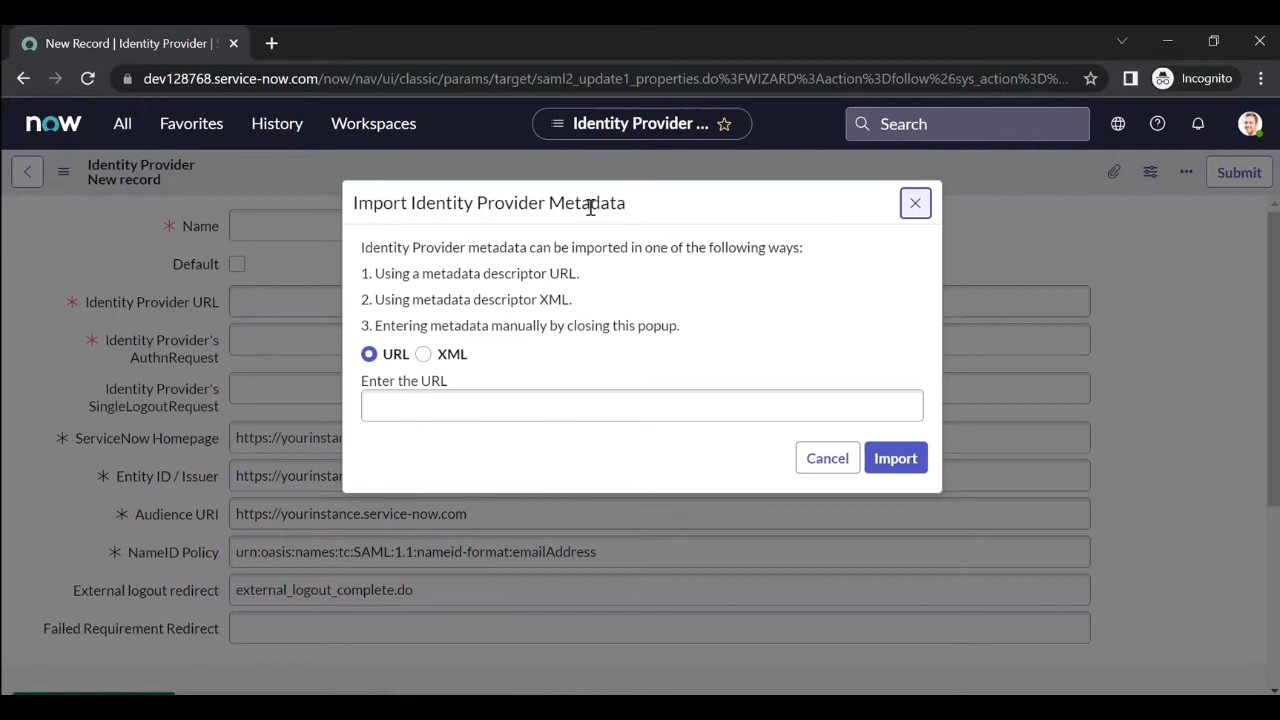 New Record | Identity Provider | S
dev128768.service-now.com/now/nav/ui/classic/params/target/saml2_update1_properties.do%3FWIZARD%3Aaction%3Dfollow%26sys_action%3D%...
Incognito
now All Favorites History Workspaces Identity Provider ... Search
Identity Provider
New record
Submit
Import Identity Provider Metadata
Identity Provider metadata can be imported in one of the following ways:
1. Using a metadata descriptor URL.
2. Using metadata descriptor XML.
3. Entering metadata manually by closing this popup.
URL XML
Enter the URL
Cancel Import
Name
Default
Identity Provider URL
Identity Provider's
AuthnRequest
Identity Provider's
SingleLogoutRequest
ServiceNow Homepage https://yourinsta
Entity ID / Issuer https://yourinsta
Audience URI https://yourinstance.service-now.com
NameID Policy urn:oasis:names:tc:SAML:1.1:nameid-format:emailAddress
External logout redirect external_logout_complete.do
Failed Requirement Redirect